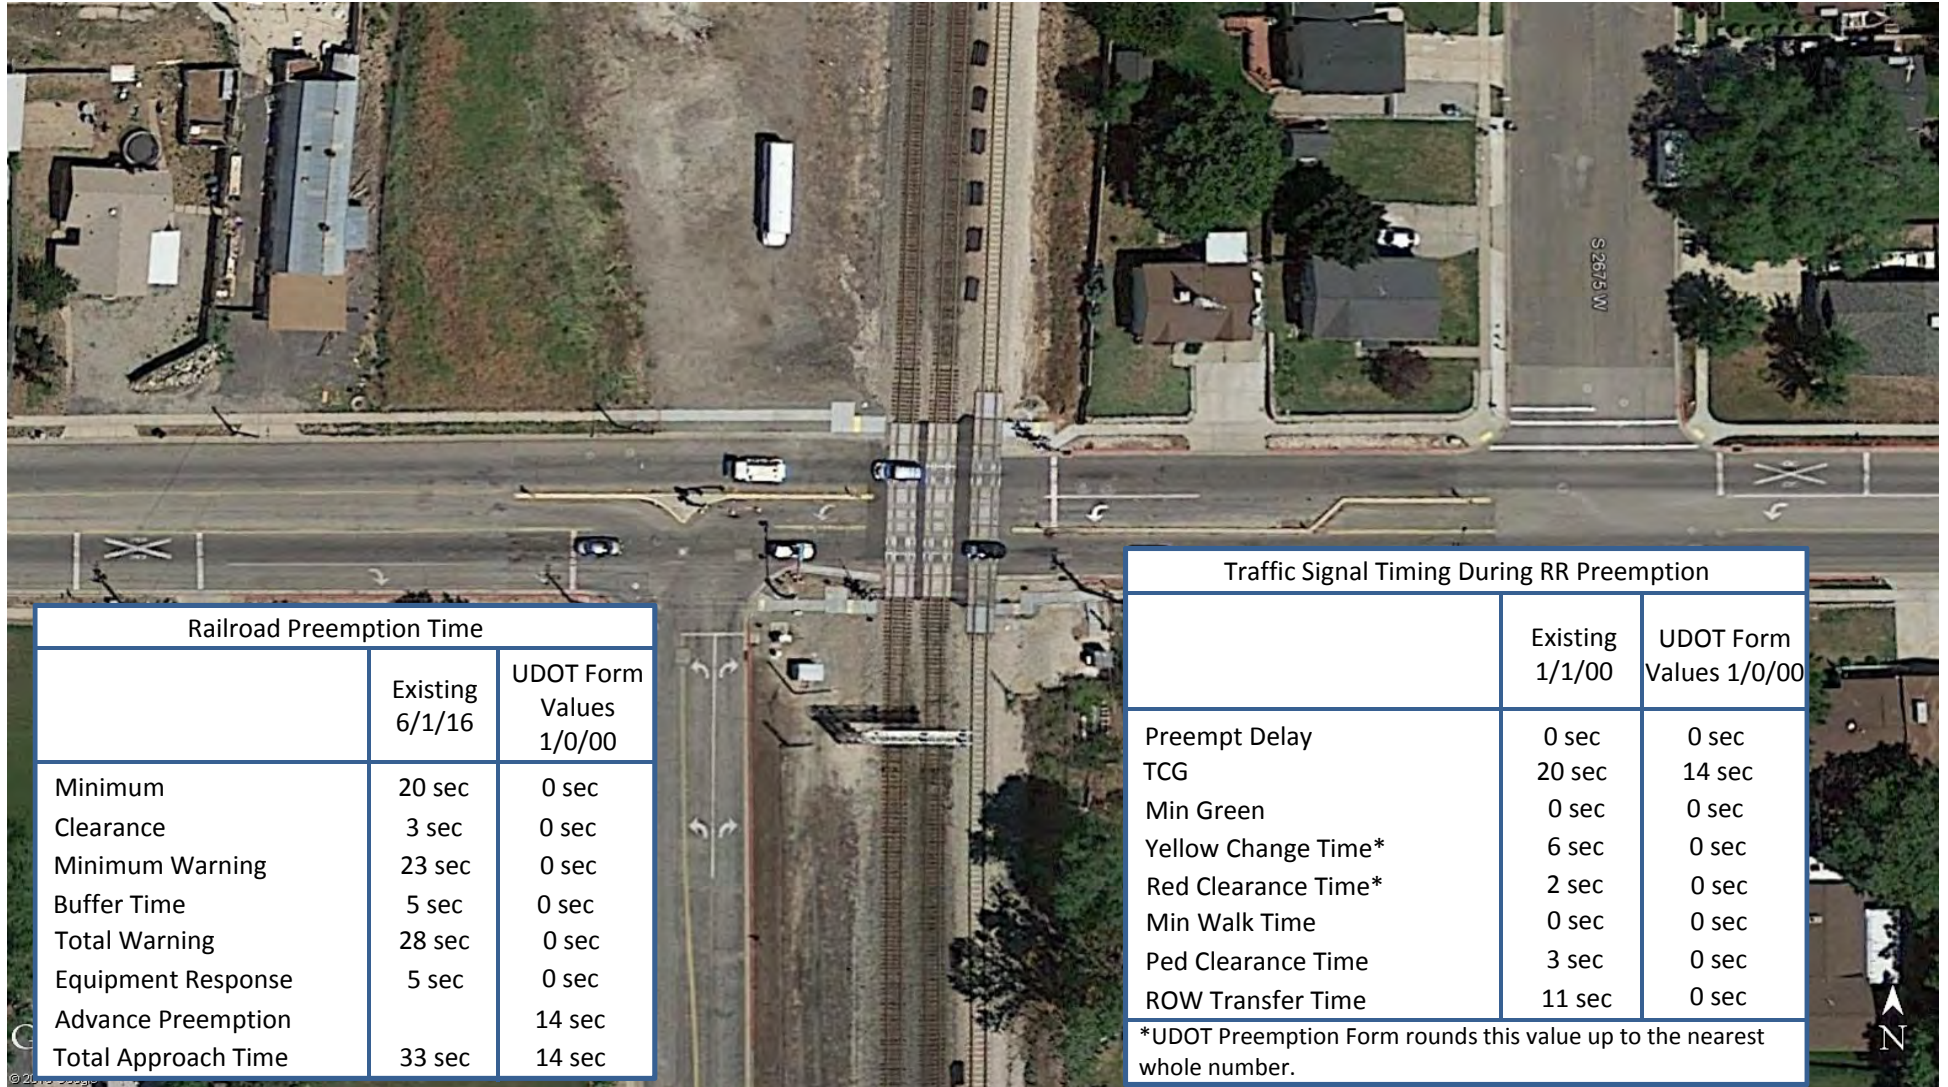 S 2675 W
Railroad Preemption Time
Existing 6/1/16 UDOT Form Values 1/0/00
Minimum 20 sec 0 sec
Clearance 3 sec 0 sec
Minimum Warning 23 sec 0 sec
Buffer Time 5 sec 0 sec
Total Warning 28 sec 0 sec
Equipment Response 5 sec 0 sec
Advance Preemption 14 sec
Total Approach Time 33 sec 14 sec
Traffic Signal Timing During RR Preemption
Existing 1/1/00 UDOT Form Values 1/0/00
Preempt Delay 0 sec 0 sec
TCG 20 sec 14 sec
Min Green 0 sec 0 sec
Yellow Change Time* 6 sec 0 sec
Red Clearance Time* 2 sec 0 sec
Min Walk Time 0 sec 0 sec
Ped Clearance Time 3 sec 0 sec
ROW Transfer Time 11 sec 0 sec
*UDOT Preemption Form rounds this value up to the nearest
whole number.
N